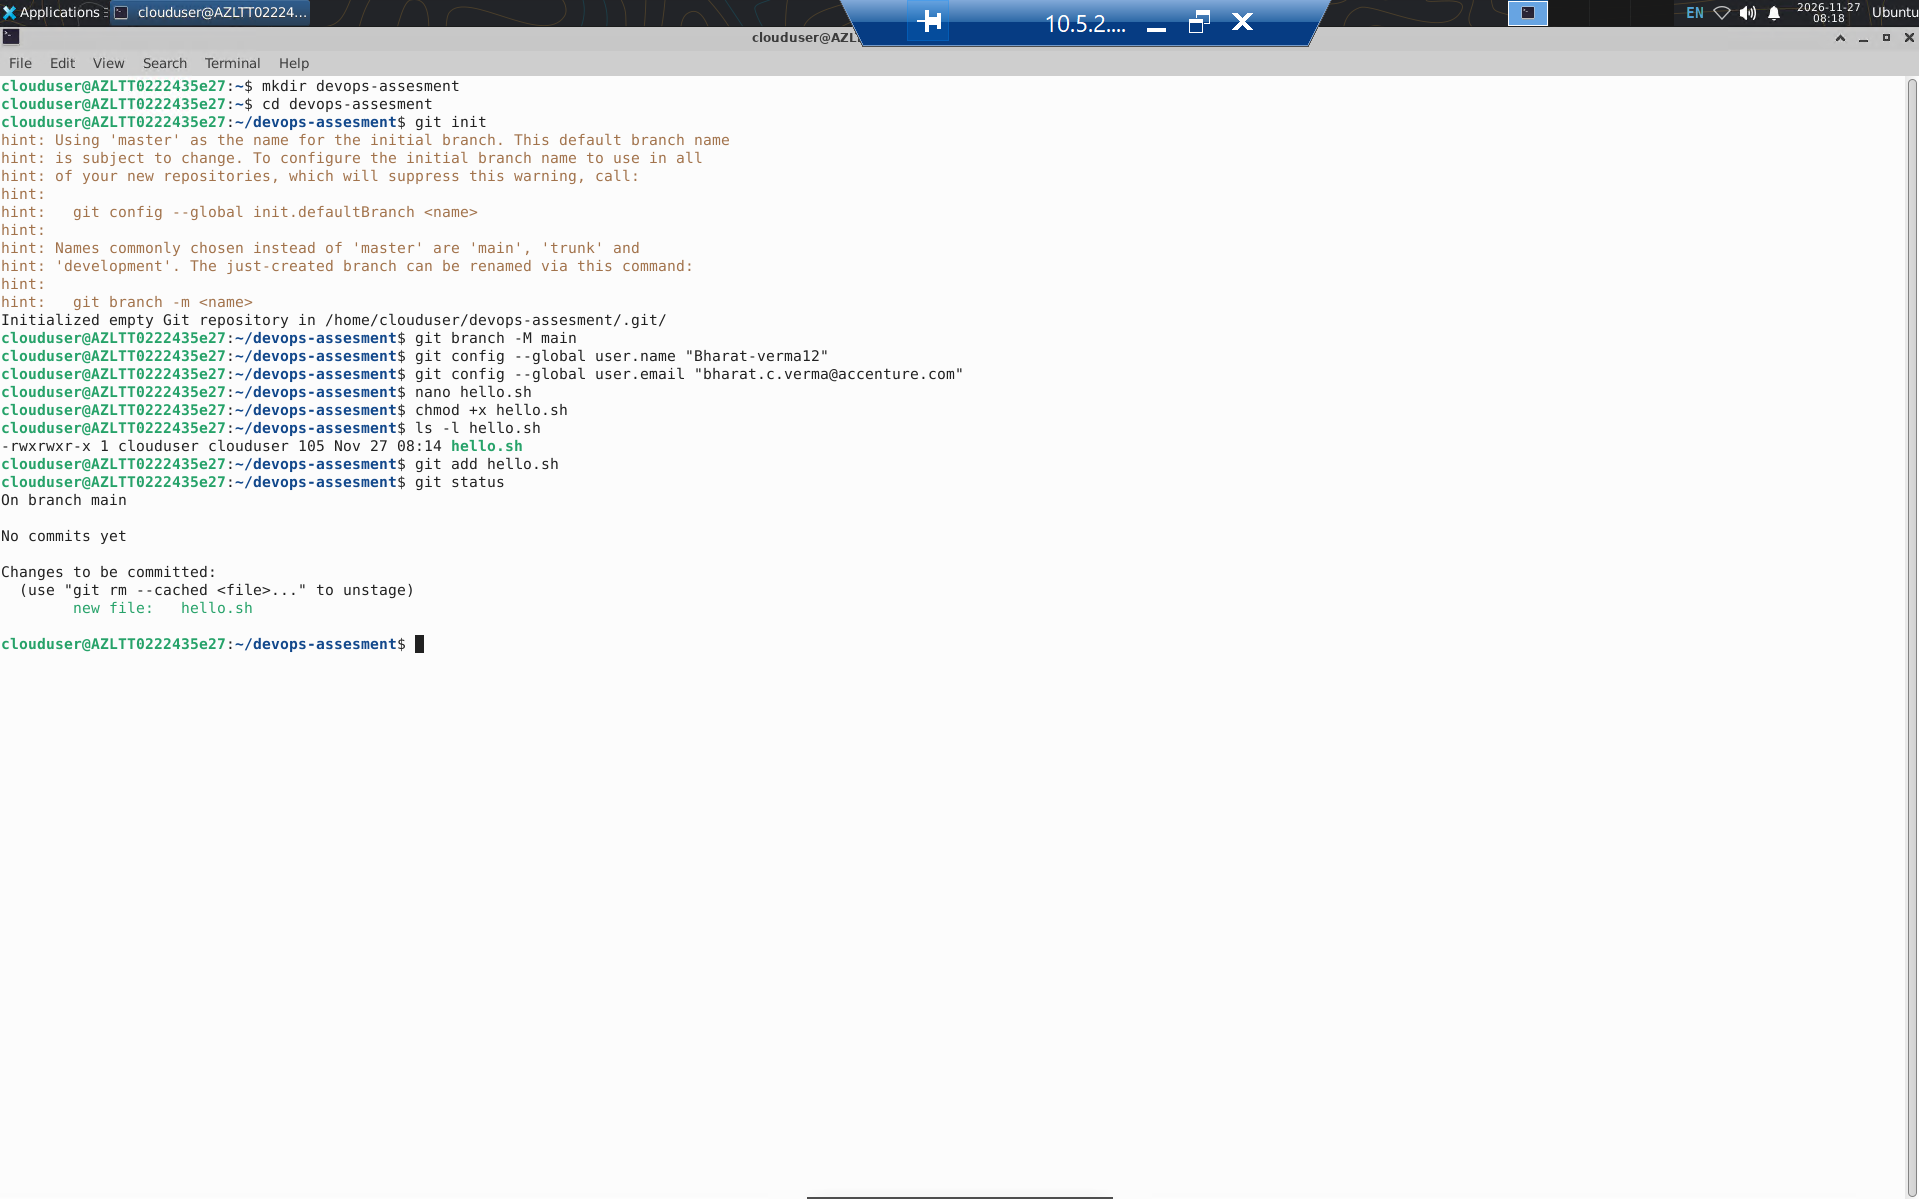 Applications
clouduser@AZLTT02224...
10.5.2....
EN
2026-11-27
08:18
Ubuntu
clouduser@AZL
File Edit View Search Terminal Help
clouduser@AZLTT0222435e27:~$ mkdir devops-assesment
clouduser@AZLTT0222435e27:~$ cd devops-assesment
clouduser@AZLTT0222435e27:~/devops-assesment$ git init
hint: Using 'master' as the name for the initial branch. This default branch name
hint: is subject to change. To configure the initial branch name to use in all
hint: of your new repositories, which will suppress this warning, call:
hint:
hint:   git config --global init.defaultBranch <name>
hint:
hint: Names commonly chosen instead of 'master' are 'main', 'trunk' and
hint: 'development'. The just-created branch can be renamed via this command:
hint:
hint:   git branch -m <name>
Initialized empty Git repository in /home/clouduser/devops-assesment/.git/
clouduser@AZLTT0222435e27:~/devops-assesment$ git branch -M main
clouduser@AZLTT0222435e27:~/devops-assesment$ git config --global user.name "Bharat-verma12"
clouduser@AZLTT0222435e27:~/devops-assesment$ git config --global user.email "bharat.c.verma@accenture.com"
clouduser@AZLTT0222435e27:~/devops-assesment$ nano hello.sh
clouduser@AZLTT0222435e27:~/devops-assesment$ chmod +x hello.sh
clouduser@AZLTT0222435e27:~/devops-assesment$ ls -l hello.sh
-rwxrwxr-x 1 clouduser clouduser 105 Nov 27 08:14 hello.sh
clouduser@AZLTT0222435e27:~/devops-assesment$ git add hello.sh
clouduser@AZLTT0222435e27:~/devops-assesment$ git status
On branch main
No commits yet
Changes to be committed:
  (use "git rm --cached <file>..." to unstage)
        new file:   hello.sh
clouduser@AZLTT0222435e27:~/devops-assesment$